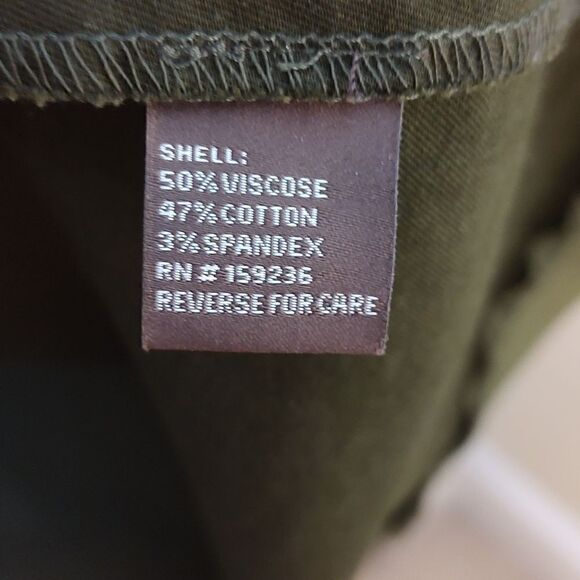 SHELL:
50% VISCOSE
47% COTTON
3% SPANDEX
RN # 159236
REVERSE FOR CARE